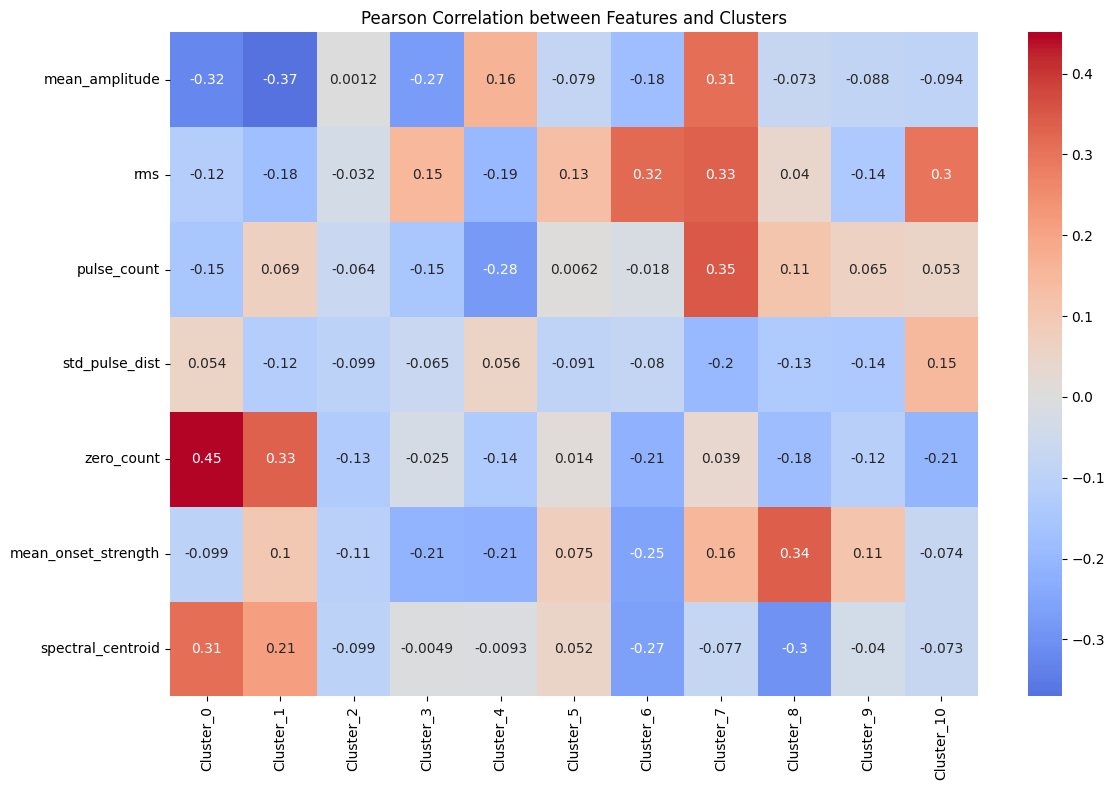 Pearson Correlation between Features and Clusters
mean_amplitude -0.32 -0.37 0.0012 -0.27 0.16 -0.079 -0.18 0.31 -0.073 -0.088 -0.094
rms -0.12 -0.18 -0.032 0.15 -0.19 0.13 0.32 0.33 0.04 -0.14 0.3
pulse_count -0.15 0.069 -0.064 -0.15 -0.28 0.0062 -0.018 0.35 0.11 0.065 0.053
std_pulse_dist 0.054 -0.12 -0.099 -0.065 0.056 -0.091 -0.08 -0.2 -0.13 -0.14 0.15
zero_count 0.45 0.33 -0.13 -0.025 -0.14 0.014 -0.21 0.039 -0.18 -0.12 -0.21
mean_onset_strength -0.099 0.1 -0.11 -0.21 -0.21 0.075 -0.25 0.16 0.34 0.11 -0.074
spectral_centroid 0.31 0.21 -0.099 -0.0049 -0.0093 0.052 -0.27 -0.077 -0.3 -0.04 -0.073
Cluster_0 Cluster_1 Cluster_2 Cluster_3 Cluster_4 Cluster_5 Cluster_6 Cluster_7 Cluster_8 Cluster_9 Cluster_10
0.4
0.3
0.2
0.1
0.0
−0.1
−0.2
−0.3